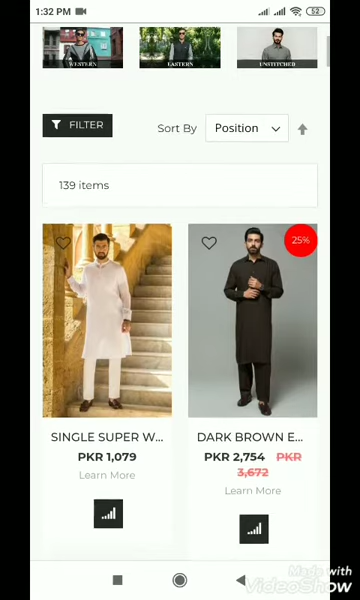 1:32 PM
52
WESTERN
EASTERN
UNSTITCHED
FILTER
Sort By
Position
139 items
25%
SINGLE SUPER W...
PKR 1,079
Learn More
DARK BROWN E...
PKR 2,754 PKR
3,672
Learn More
Made with
VideoShow